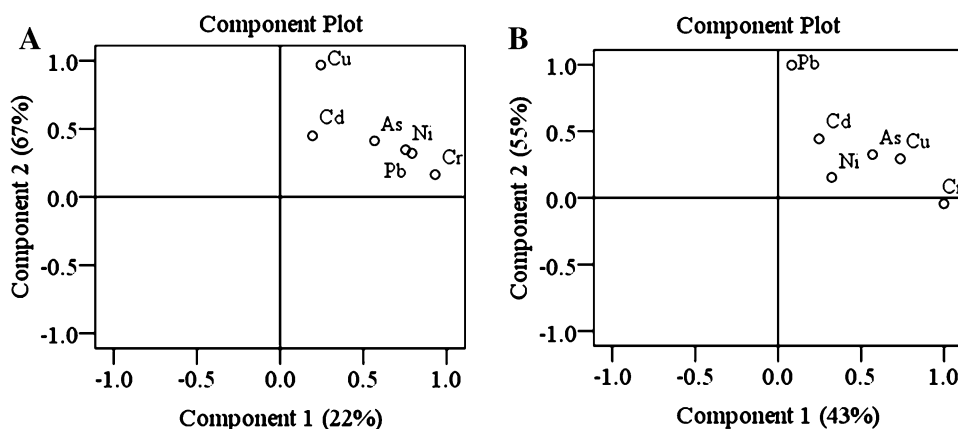 A
Component Plot
Component 2 (67%)
1.0
0.5
0.0
-0.5
-1.0
Cu
Cd
As
Ni
Pb
Cr
-1.0 -0.5 0.0 0.5 1.0
Component 1 (22%)
B
Component Plot
Component 2 (55%)
1.0
0.5
0.0
-0.5
-1.0
Pb
Cd
As
Cu
Ni
Cr
-1.0 -0.5 0.0 0.5 1.0
Component 1 (43%)